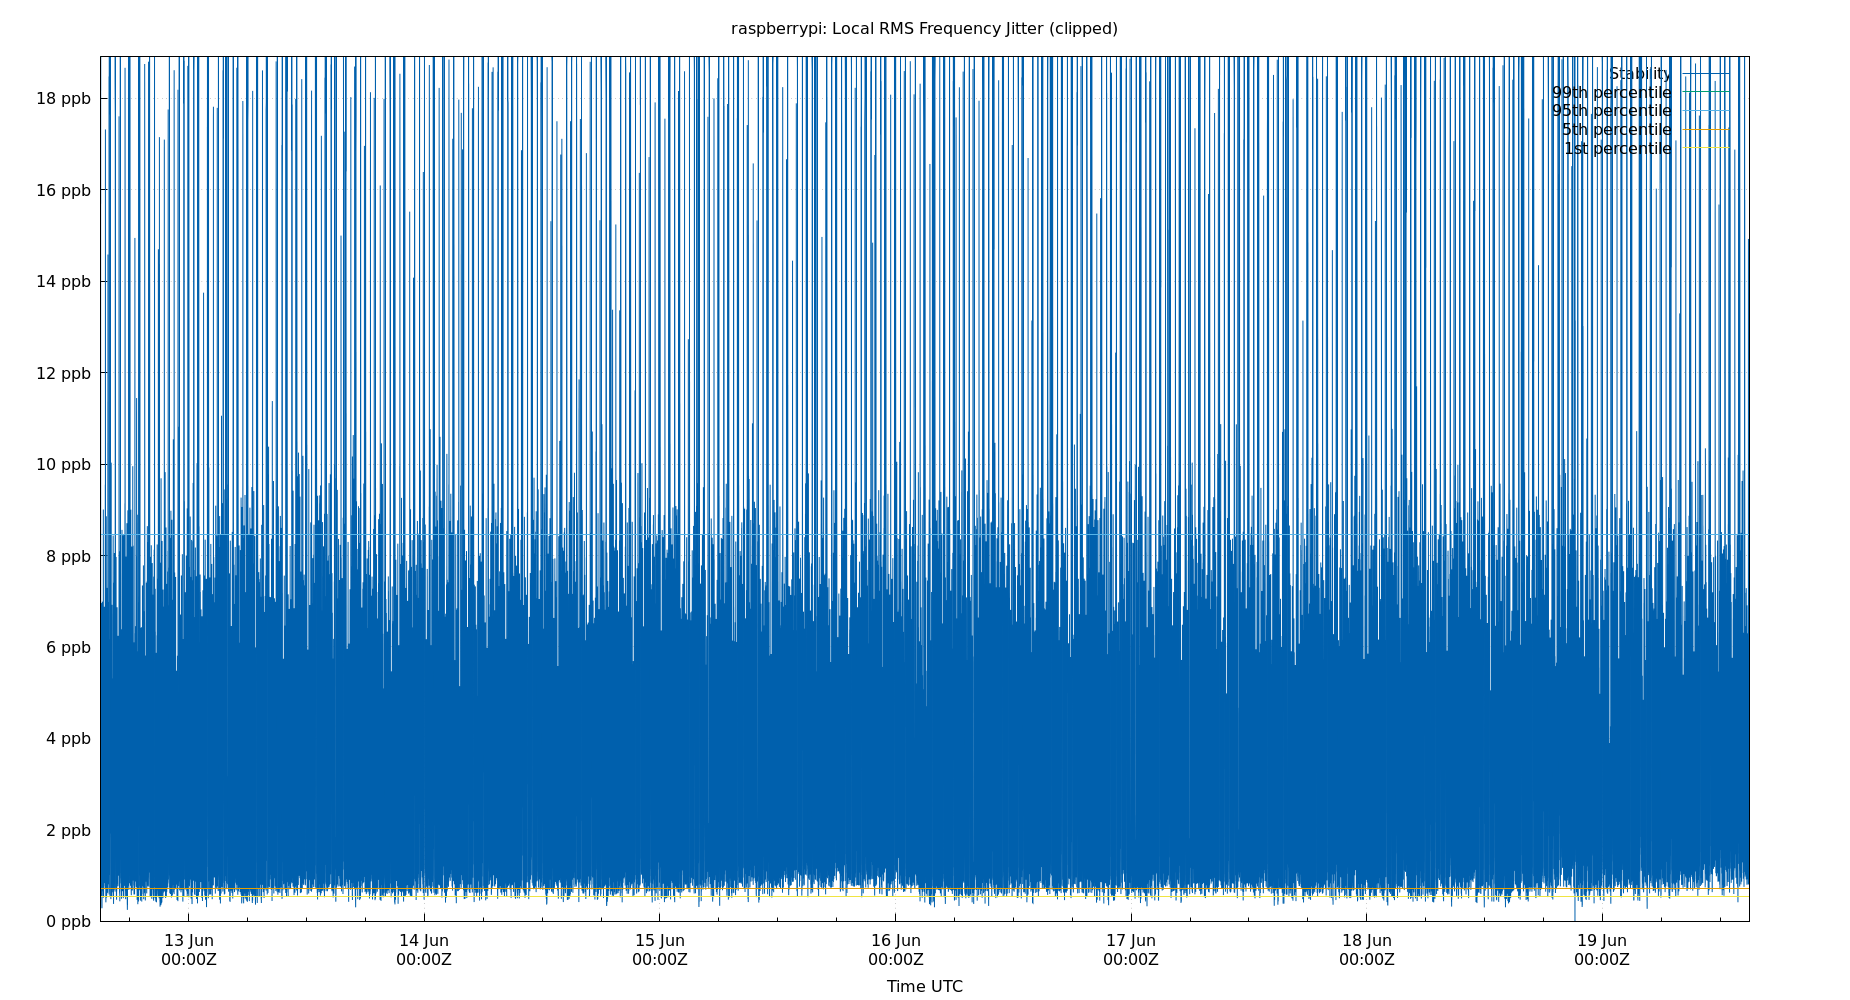 raspberrypi: Local RMS Frequency Jitter (clipped)
Stability
99th percentile
95th percentile
5th percentile
1st percentile
18 ppb
16 ppb
14 ppb
12 ppb
10 ppb
8 ppb
6 ppb
4 ppb
2 ppb
0 ppb
13 Jun 14 Jun 15 Jun 16 Jun 17 Jun 18 Jun 19 Jun
00:00Z 00:00Z 00:00Z 00:00Z 00:00Z 00:00Z 00:00Z
Time UTC